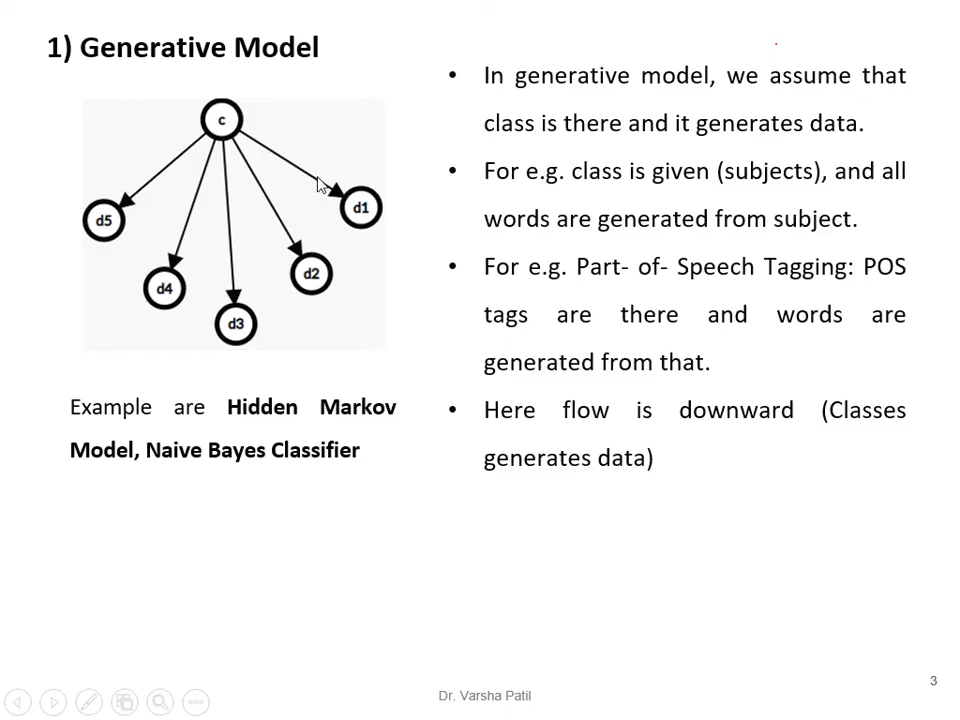 1) Generative Model
c
d5
d1
d4
d2
d3
Example are Hidden Markov
Model, Naive Bayes Classifier
• In generative model, we assume that
class is there and it generates data.
• For e.g. class is given (subjects), and all
words are generated from subject.
• For e.g. Part- of- Speech Tagging: POS
tags are there and words are
generated from that.
• Here flow is downward (Classes
generates data)
Dr. Varsha Patil
3